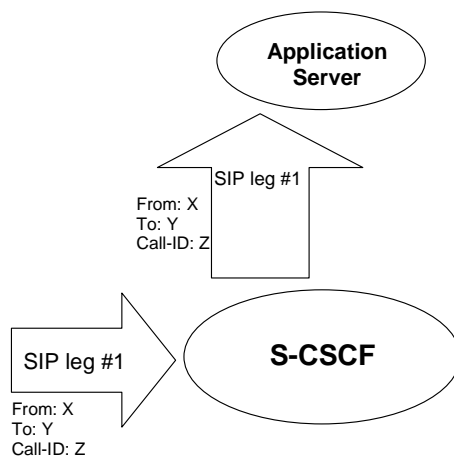 Application
Server
SIP leg #1
From: X
To: Y
Call-ID: Z
S-CSCF
SIP leg #1
From: X
To: Y
Call-ID: Z